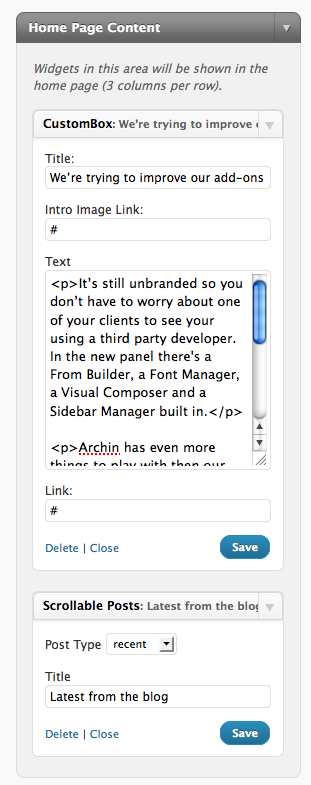 Home Page Content
Widgets in this area will be shown in the
home page (3 columns per row).
CustomBox: We're trying to improve
Title:
We're trying to improve our add-ons
Intro Image Link:
#
Text
<p>It's still unbranded so you
don't have to worry about one
of your clients to see your
using a third party developer.
In the new panel there's a
From Builder, a Font Manager,
a Visual Composer and a
Sidebar Manager built in.</p>
<p>Archin has even more
things to play with then our
Link:
#
Delete | Close
Save
Scrollable Posts: Latest from the blog
Post Type recent
Title
Latest from the blog
Delete | Close
Save